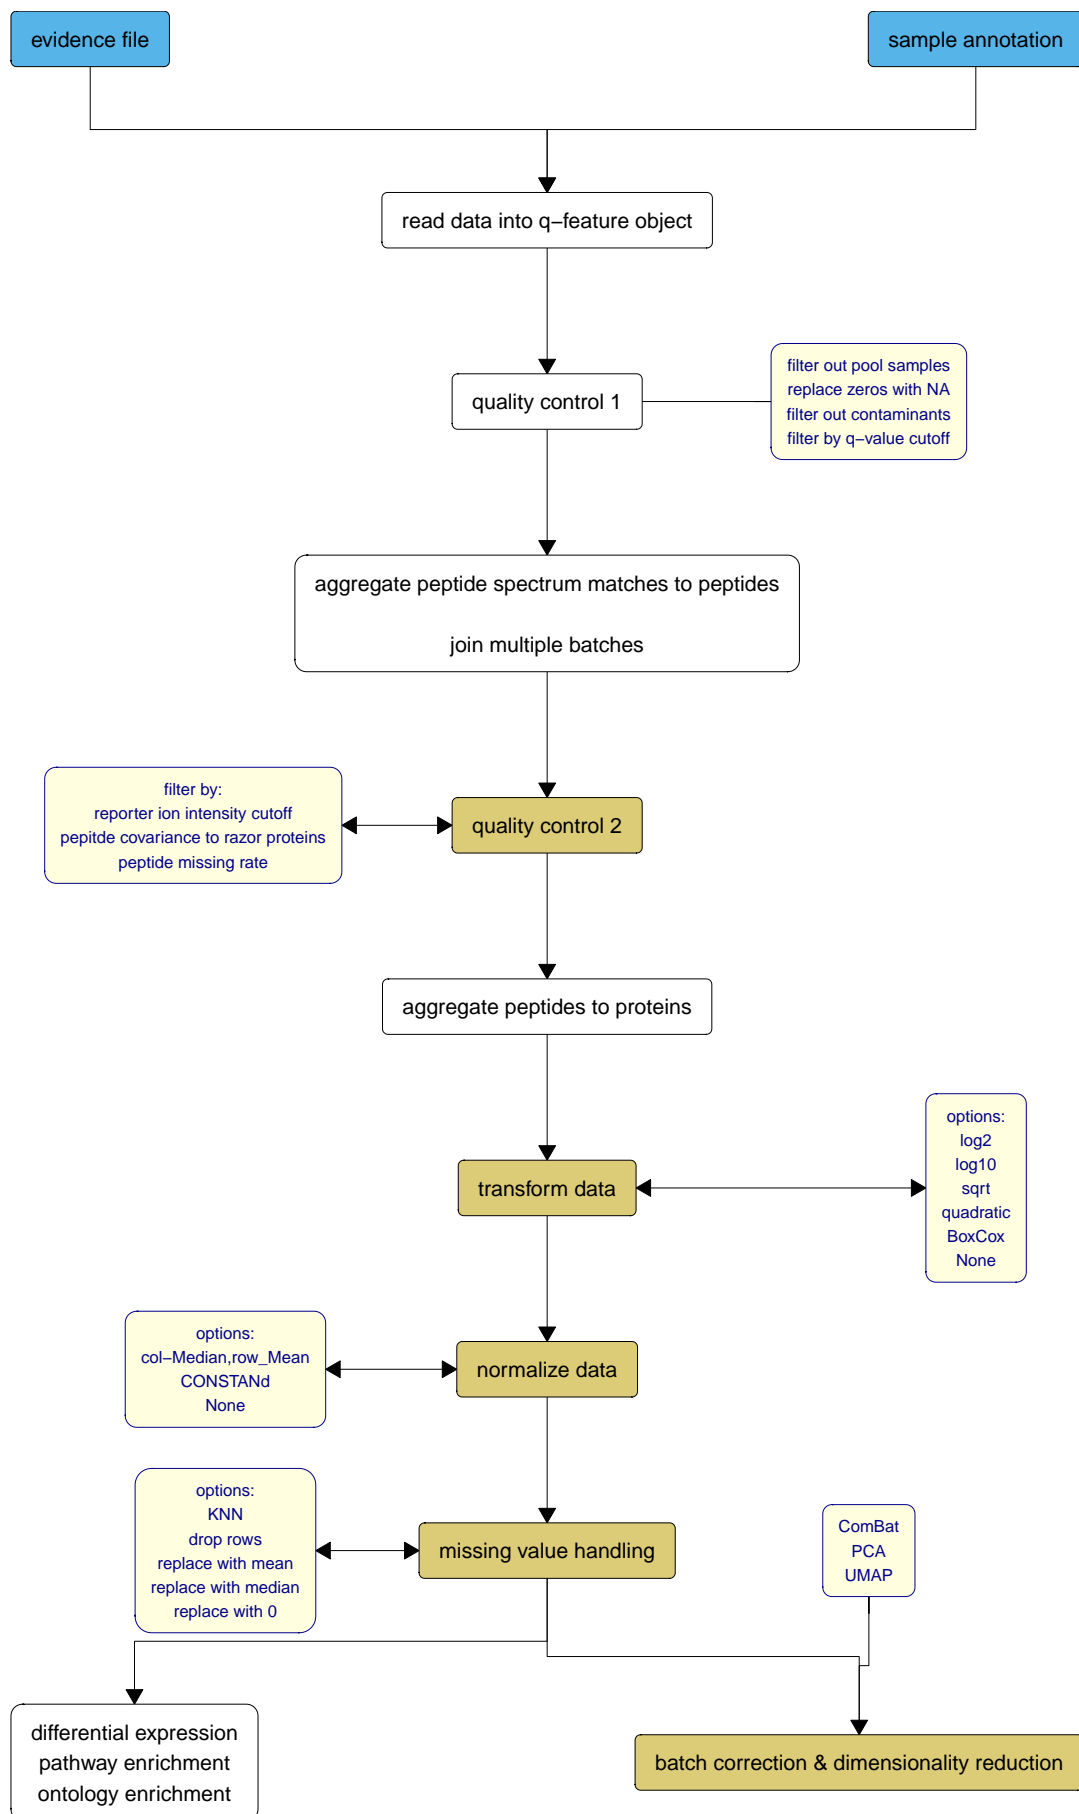 evidence file
sample annotation
read data into q−feature object
quality control 1
filter out pool samples
replace zeros with NA
filter out contaminants
filter by q−value cutoff
aggregate peptide spectrum matches to peptides
join multiple batches
filter by:
reporter ion intensity cutoff
pepitde covariance to razor proteins
peptide missing rate
quality control 2
aggregate peptides to proteins
transform data
options:
log2
log10
sqrt
quadratic
BoxCox
None
options:
col−Median,row_Mean
CONSTANd
None
normalize data
options:
KNN
drop rows
replace with mean
replace with median
replace with 0
missing value handling
ComBat
PCA
UMAP
differential expression
pathway enrichment
ontology enrichment
batch correction & dimensionality reduction